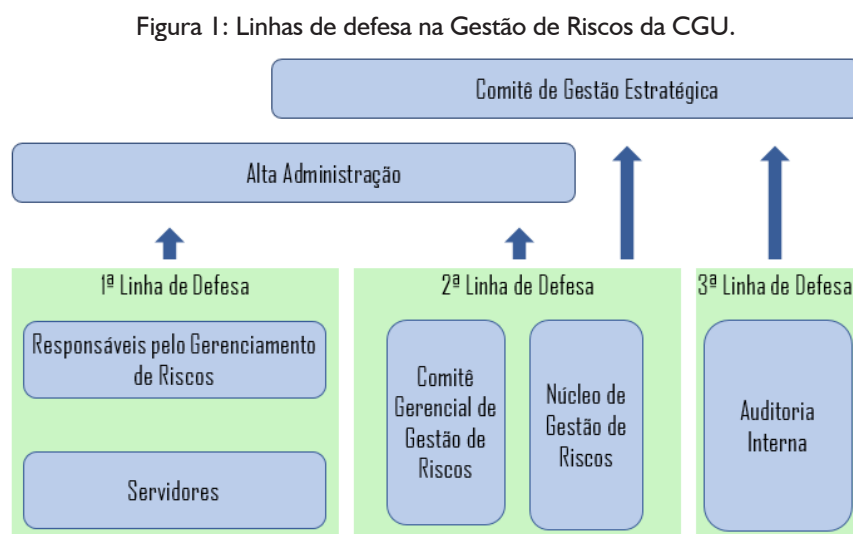 Figura 1: Linhas de defesa na Gestão de Riscos da CGU.
Comitê de Gestão Estratégica
Alta Administração
1ª Linha de Defesa
Responsáveis pelo Gerenciamento
de Riscos
Servidores
2ª Linha de Defesa
Comitê
Gerencial de
Gestão de
Riscos
Núcleo de
Gestão de
Riscos
3ª Linha de Defesa
Auditoria
Interna